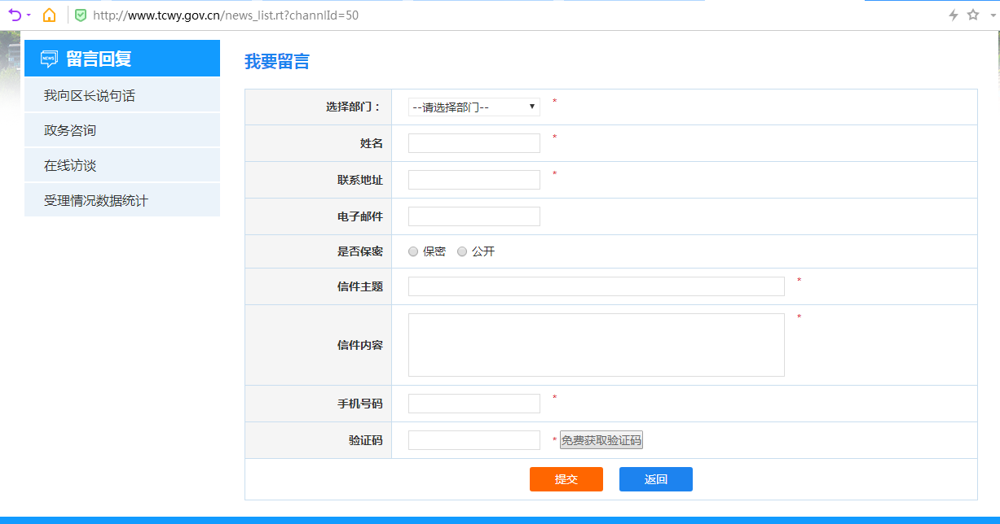 http://www.tcwy.gov.cn/news_list.rt?channlId=50
NEWS 留言回复
我向区长说句话
政务咨询
在线访谈
受理情况数据统计
我要留言
选择部门： --请选择部门-- *
姓名 *
联系地址 *
电子邮件
是否保密 保密 公开
信件主题 *
信件内容 *
手机号码 *
验证码 * 免费获取验证码
提交 返回